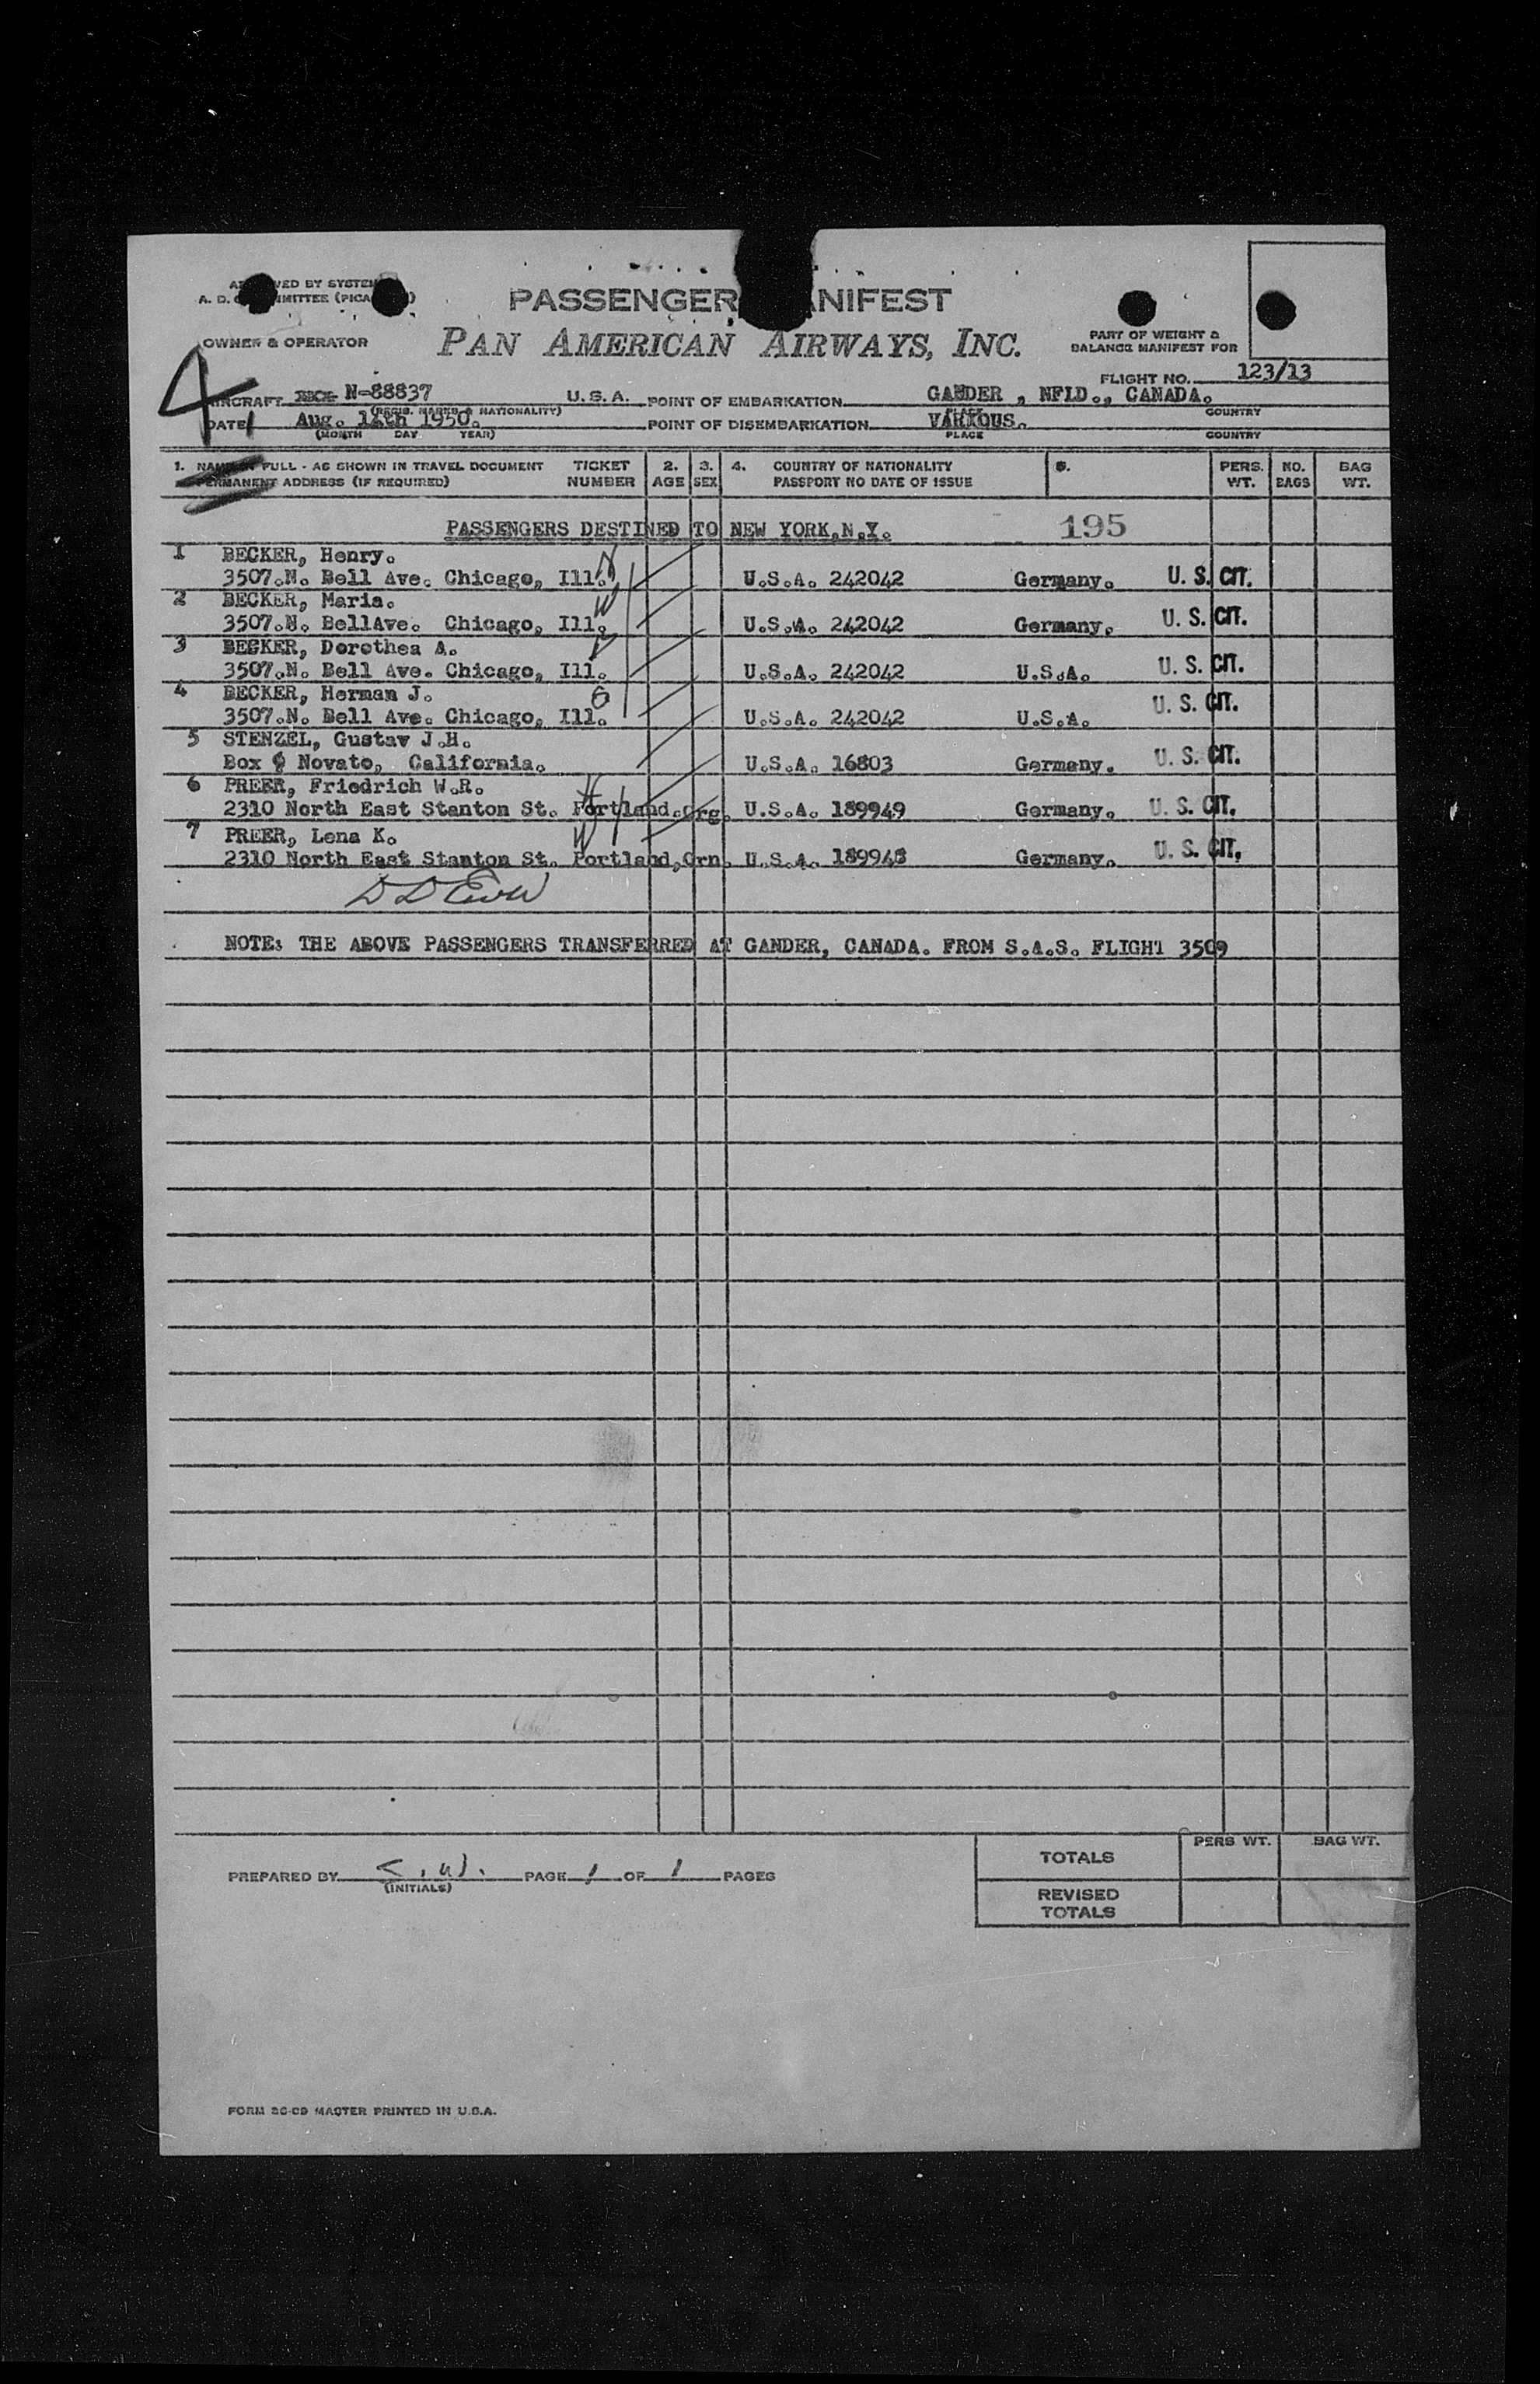 PASSENGER MANIFEST
A. D. COMMITTEE (PICA
OWNER & OPERATOR
PAN AMERICAN AIRWAYS, INC.
PART OF WEIGHT &
BALANCE MANIFEST FOR
FLIGHT NO. 123/13
4
AIRCRAFT N-88837 U.S.A. POINT OF EMBARKATION GANDER , NFLD., CANADA.
(REGIS. MARKS & NATIONALITY) COUNTRY
DATE Aug. 1950. POINT OF DISEMBARKATION VARIOUS.
(MONTH DAY YEAR) PLACE COUNTRY
1. NAME IN FULL - AS SHOWN IN TRAVEL DOCUMENT TICKET 2. 3. 4. COUNTRY OF NATIONALITY 5. PERS. NO. BAG
PERMANENT ADDRESS (IF REQUIRED) NUMBER AGE SEX PASSPORT NO DATE OF ISSUE WT. BAGS WT.
PASSENGERS DESTINED TO NEW YORK,N.Y. 195
1 BECKER, Henry.
3507.N. Bell Ave. Chicago, Ill. U.S.A. 242042 Germany. U. S. CIT.
2 BECKER, Maria.
3507.N. BellAve. Chicago, Ill. U.S.A. 242042 Germany. U. S. CIT.
3 BECKER, Dorothea A.
3507.N. Bell Ave. Chicago, Ill. U.S.A. 242042 U.S.A. U. S. CIT.
4 BECKER, Herman J.
3507.N. Bell Ave. Chicago, Ill. U.S.A. 242042 U.S.A. U. S. CIT.
5 STENZEL, Gustav J.H.
Box Novato, California. U.S.A. 16803 Germany. U. S. CIT.
6 PREER, Friedrich W.R.
2310 North East Stanton St. Portland.Org. U.S.A. 189949 Germany. U. S. CIT.
7 PREER, Lena K.
2310 North East Stanton St. Portland,Orn. U.S.A. 189948 Germany. U. S. CIT.
NOTE: THE ABOVE PASSENGERS TRANSFERRED AT GANDER, CANADA. FROM S.A.S. FLIGHT 3509
PREPARED BY PAGE 1 OF 1 PAGES
(INITIALS)
PERS WT. BAG WT.
TOTALS
REVISED
TOTALS
FORM MASTER PRINTED IN U.S.A.